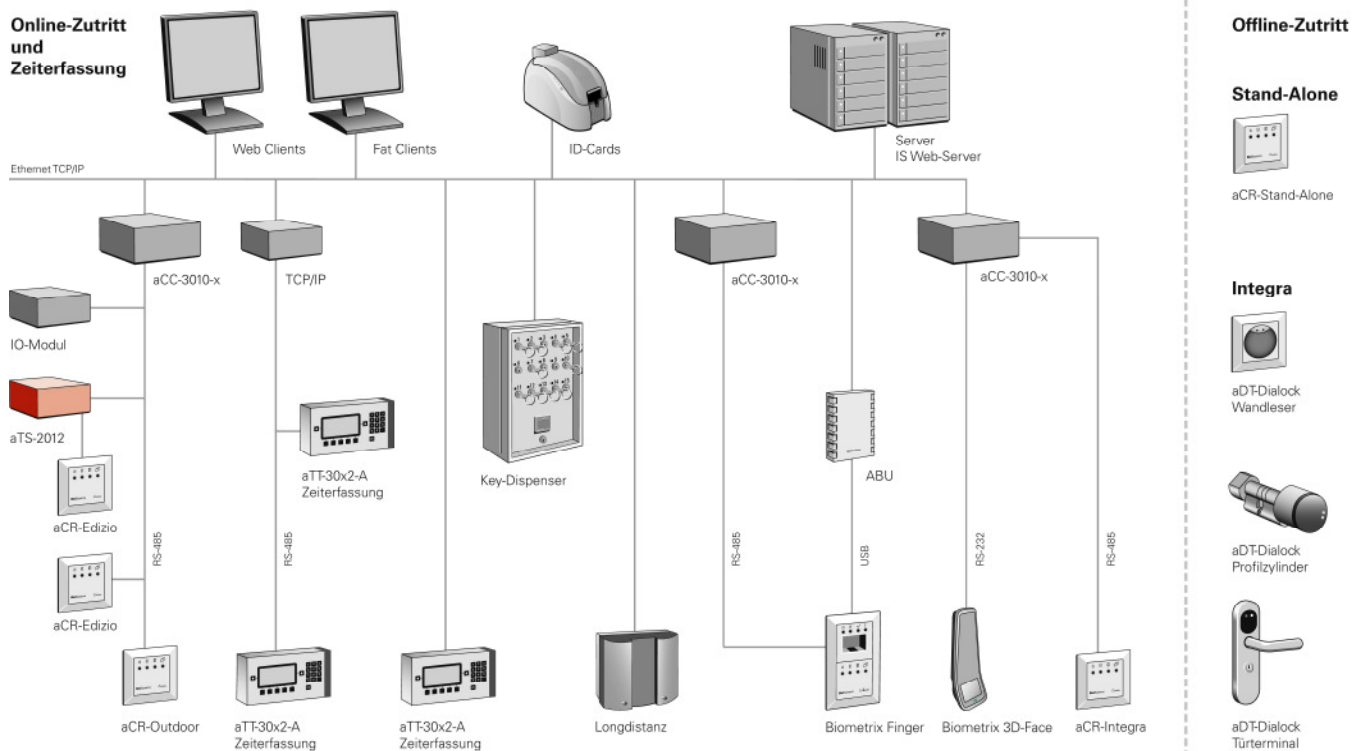 Online-Zutritt
und
Zeiterfassung
Web Clients
Fat Clients
ID-Cards
Server
IS Web-Server
Ethernet TCP/IP
aCC-3010-x
TCP/IP
aCC-3010-x
aCC-3010-x
IO-Modul
aTS-2012
aTT-30x2-A
Zeiterfassung
Key-Dispenser
ABU
aCR-Edizio
RS-485
RS-485
RS-485
USB
RS-232
RS-485
aCR-Edizio
aCR-Outdoor
aTT-30x2-A
Zeiterfassung
aTT-30x2-A
Zeiterfassung
Longdistanz
Biometrix Finger
Biometrix 3D-Face
aCR-Integra
Offline-Zutritt
Stand-Alone
aCR-Stand-Alone
Integra
aDT-Dialock
Wandleser
aDT-Dialock
Profilzylinder
aDT-Dialock
Türterminal